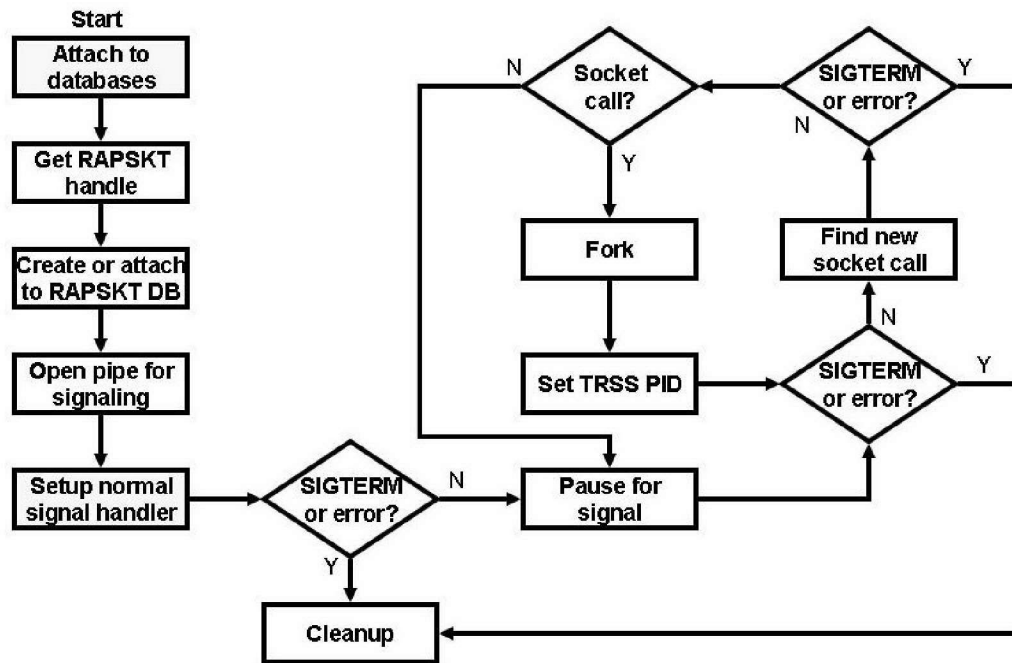 Start
Attach to
databases
Get RAPSKT
handle
Create or attach
to RAPSKT DB
Open pipe for
signaling
Setup normal
signal handler
SIGTERM
or error?
N
Y
Cleanup
Pause for
signal
N
Socket
call?
Y
Fork
Set TRSS PID
SIGTERM
or error?
Y
N
Find new
socket call
SIGTERM
or error?
Y
N